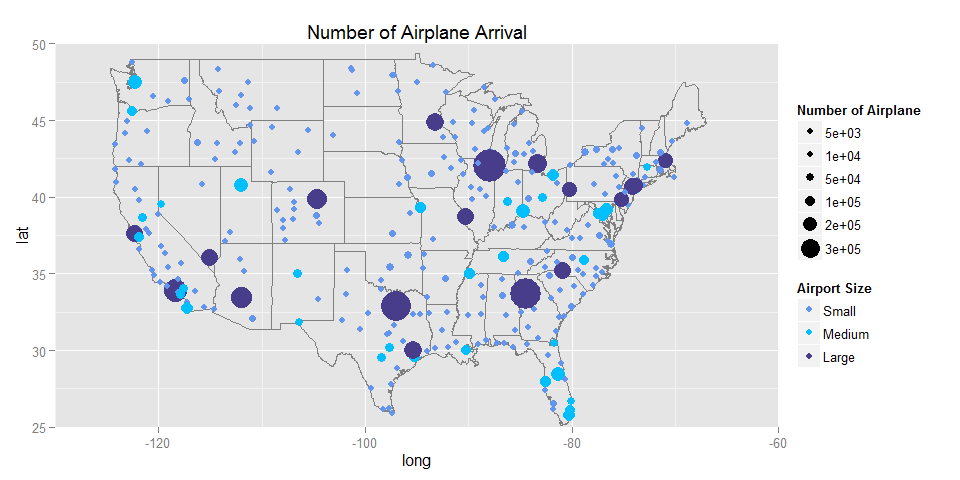 Number of Airplane Arrival
50
45
40
35
30
25
lat
-120
-100
-80
-60
long
Number of Airplane
5e+03
1e+04
5e+04
1e+05
2e+05
3e+05
Airport Size
Small
Medium
Large